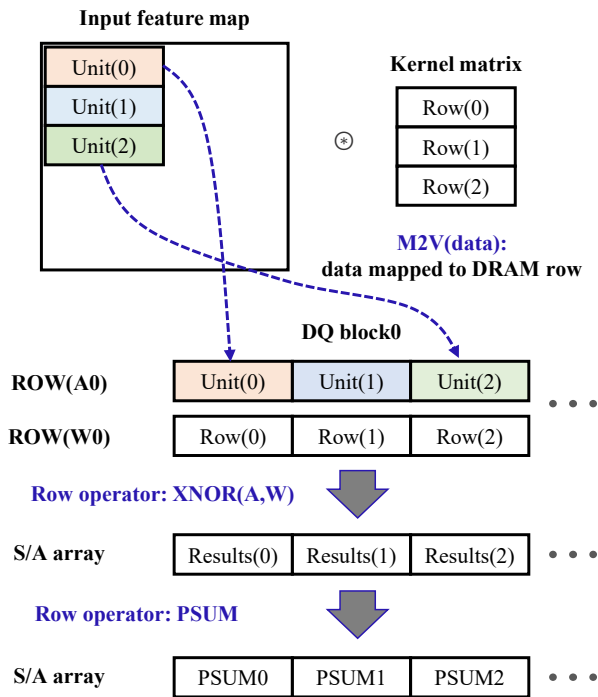 Input feature map
Unit(0)
Unit(1)
Unit(2)
Kernel matrix
Row(0)
Row(1)
Row(2)
M2V(data):
data mapped to DRAM row
DQ block0
ROW(A0) Unit(0) Unit(1) Unit(2) • • •
ROW(W0) Row(0) Row(1) Row(2)
Row operator: XNOR(A,W)
S/A array Results(0) Results(1) Results(2) • • •
Row operator: PSUM
S/A array PSUM0 PSUM1 PSUM2 • • •